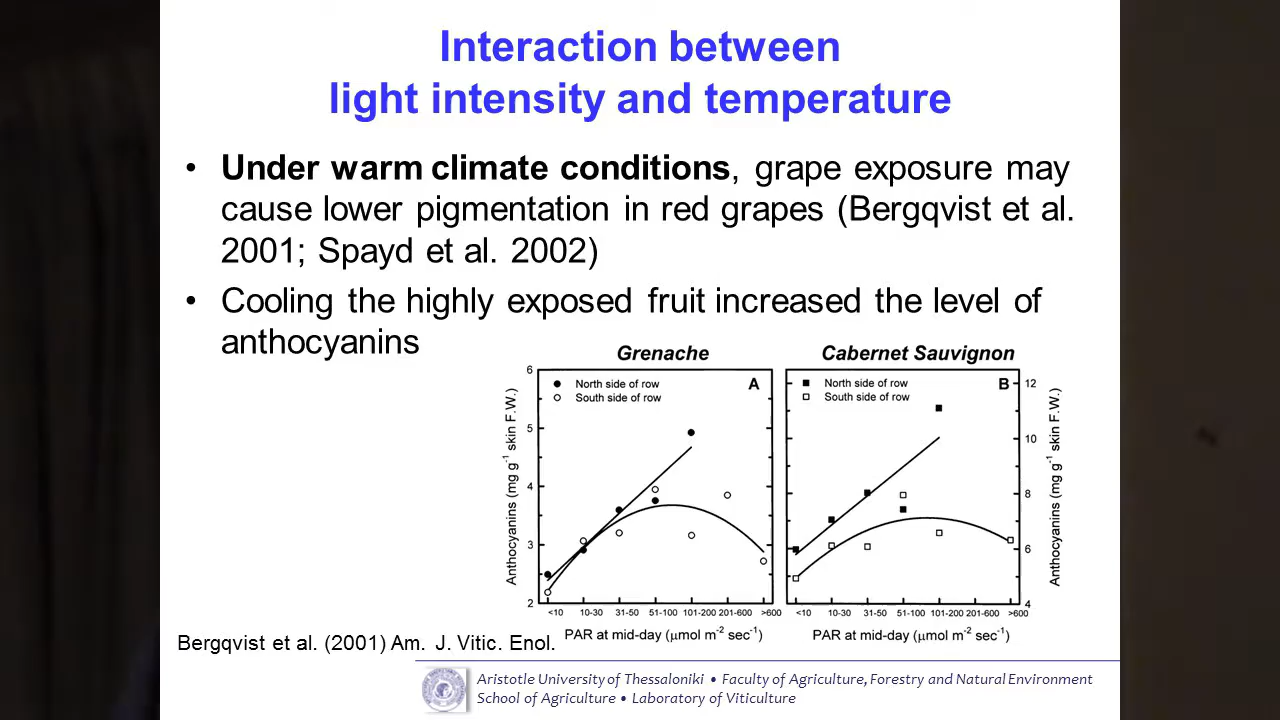 Interaction between
light intensity and temperature
• Under warm climate conditions, grape exposure may
cause lower pigmentation in red grapes (Bergqvist et al.
2001; Spayd et al. 2002)
• Cooling the highly exposed fruit increased the level of
anthocyanins
Grenache
North side of row
South side of row
A
6
5
4
3
2
Anthocyanins (mg g-1 skin F.W.)
<10 10-30 31-50 51-100 101-200 201-600 >600
PAR at mid-day (μmol m-2 sec-1)
Cabernet Sauvignon
North side of row
South side of row
B
12
10
8
6
4
Anthocyanins (mg g-1 skin F.W.)
<10 10-30 31-50 51-100 101-200 201-600 >600
PAR at mid-day (μmol m-2 sec-1)
Bergqvist et al. (2001) Am. J. Vitic. Enol.
Aristotle University of Thessaloniki • Faculty of Agriculture, Forestry and Natural Environment
School of Agriculture • Laboratory of Viticulture